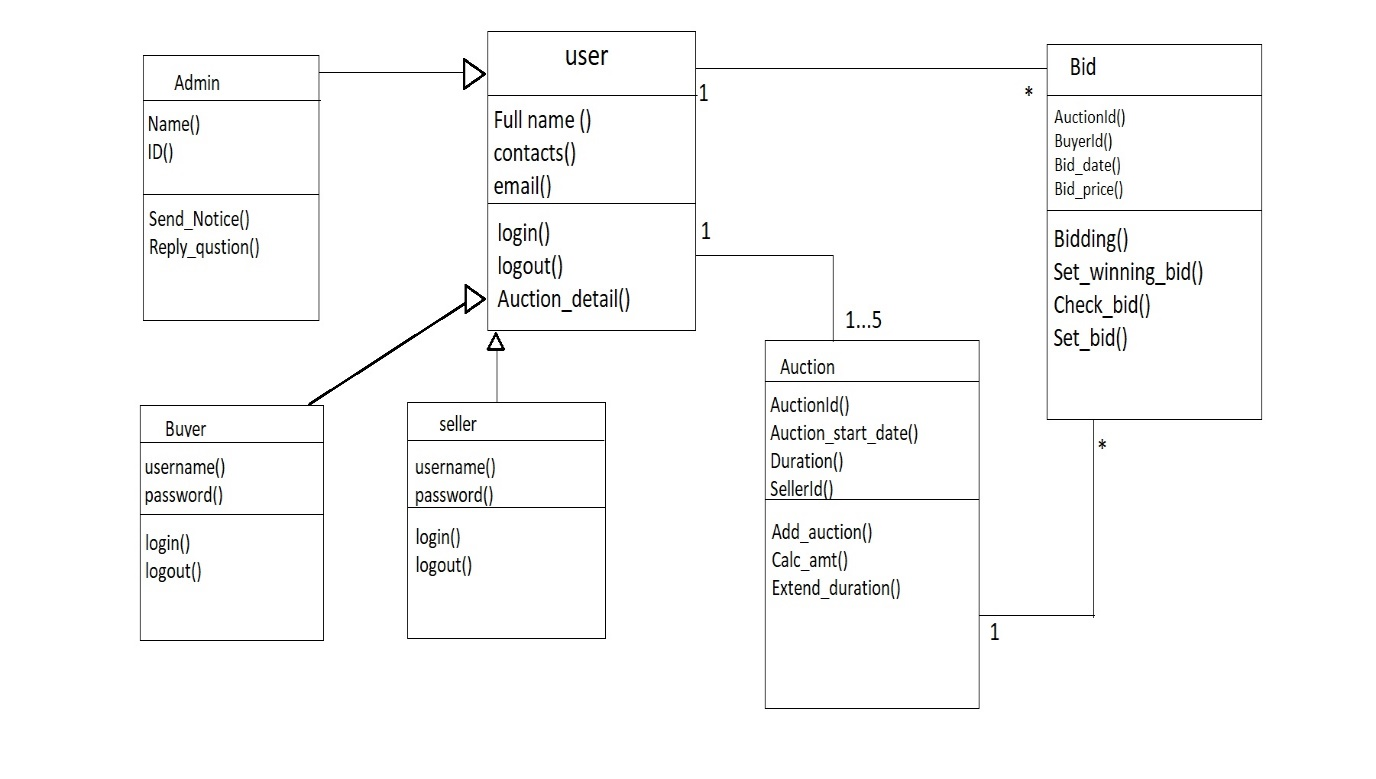 Admin
Name()
ID()
Send_Notice()
Reply_qustion()
user
Full name ()
contacts()
email()
login()
logout()
Auction_detail()
1
*
Bid
AuctionId()
BuyerId()
Bid_date()
Bid_price()
Bidding()
Set_winning_bid()
Check_bid()
Set_bid()
1
1...5
*
Buyer
username()
password()
login()
logout()
seller
username()
password()
login()
logout()
Auction
AuctionId()
Auction_start_date()
Duration()
SellerId()
Add_auction()
Calc_amt()
Extend_duration()
1